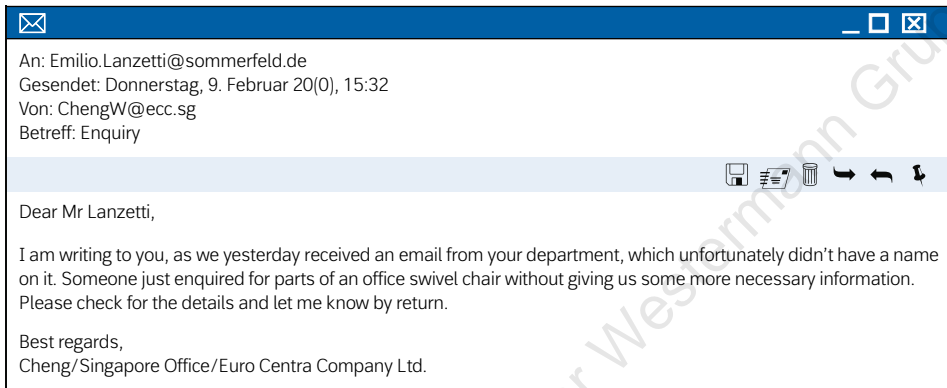 An: Emilio.Lanzetti@sommerfeld.de
Gesendet: Donnerstag, 9. Februar 20(0), 15:32
Von: ChengW@ecc.sg
Betreff: Enquiry
Dear Mr Lanzetti,
I am writing to you, as we yesterday received an email from your department, which unfortunately didn’t have a name
on it. Someone just enquired for parts of an office swivel chair without giving us some more necessary information.
Please check for the details and let me know by return.
Best regards,
Cheng/Singapore Office/Euro Centra Company Ltd.
Westermann